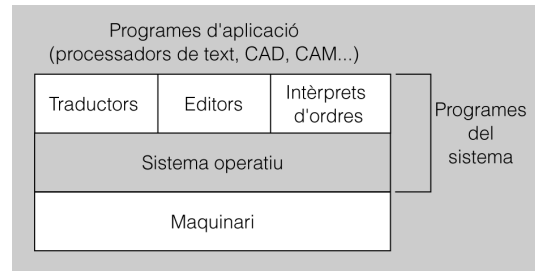 Programes d'aplicació
(processadors de text, CAD, CAM...)
Traductors
Editors
Intèrprets
d'ordres
Programes
del
sistema
Sistema operatiu
Maquinari